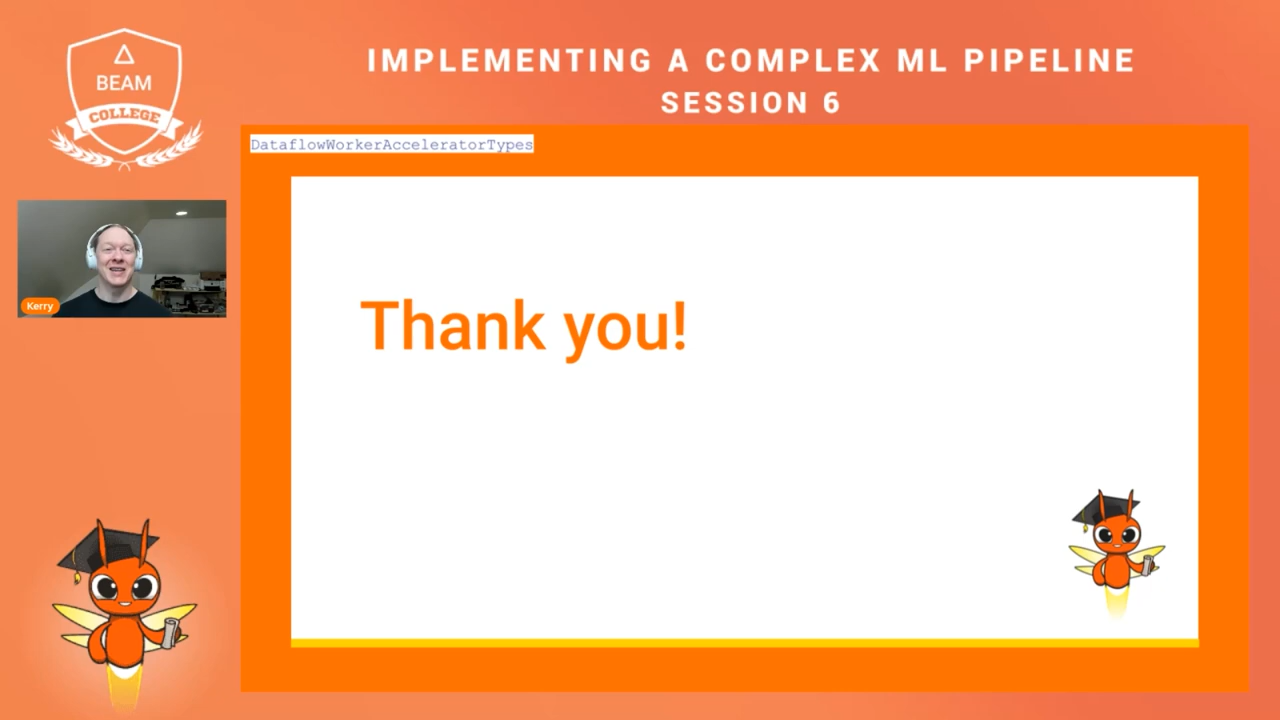 BEAM
COLLEGE
IMPLEMENTING A COMPLEX ML PIPELINE
SESSION 6
DataflowWorkerAcceleratorTypes
Kerry
Thank you!